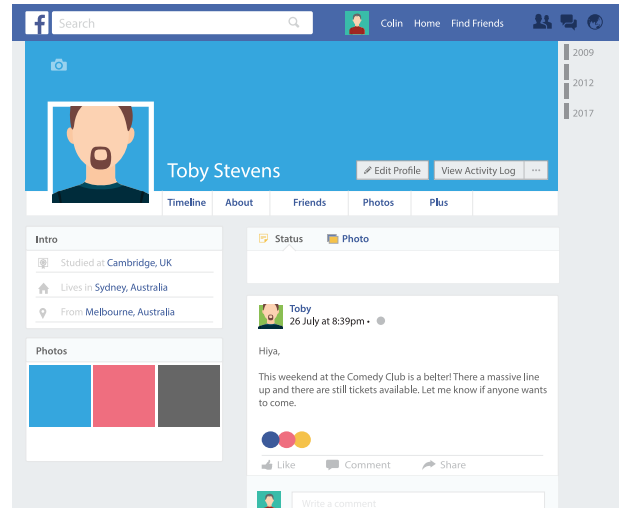 f
Search
Colin Home Find Friends
2009
2012
2017
Toby Stevens
Edit Profile
View Activity Log
...
Timeline About Friends Photos Plus
Intro
Studied at Cambridge, UK
Lives in Sydney, Australia
From Melbourne, Australia
Photos
Status Photo
Toby
26 July at 8:39pm •
Hiya,
This weekend at the Comedy Club is a belter! There a massive line
up and there are still tickets available. Let me know if anyone wants
to come.
Like Comment Share
Write a comment